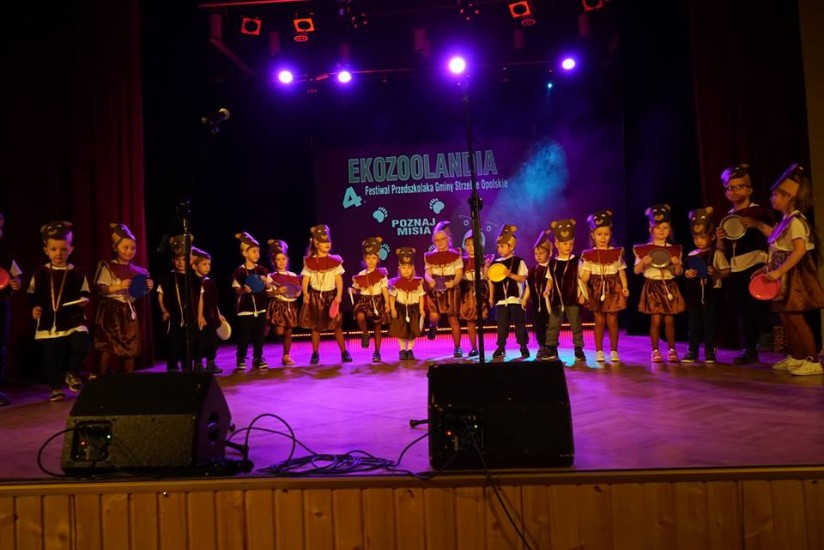 EKOZOOLANDIA
4. Festiwal Przedszkolaka Gminy Strzelce Opolskie
POZNAJ
MISIA